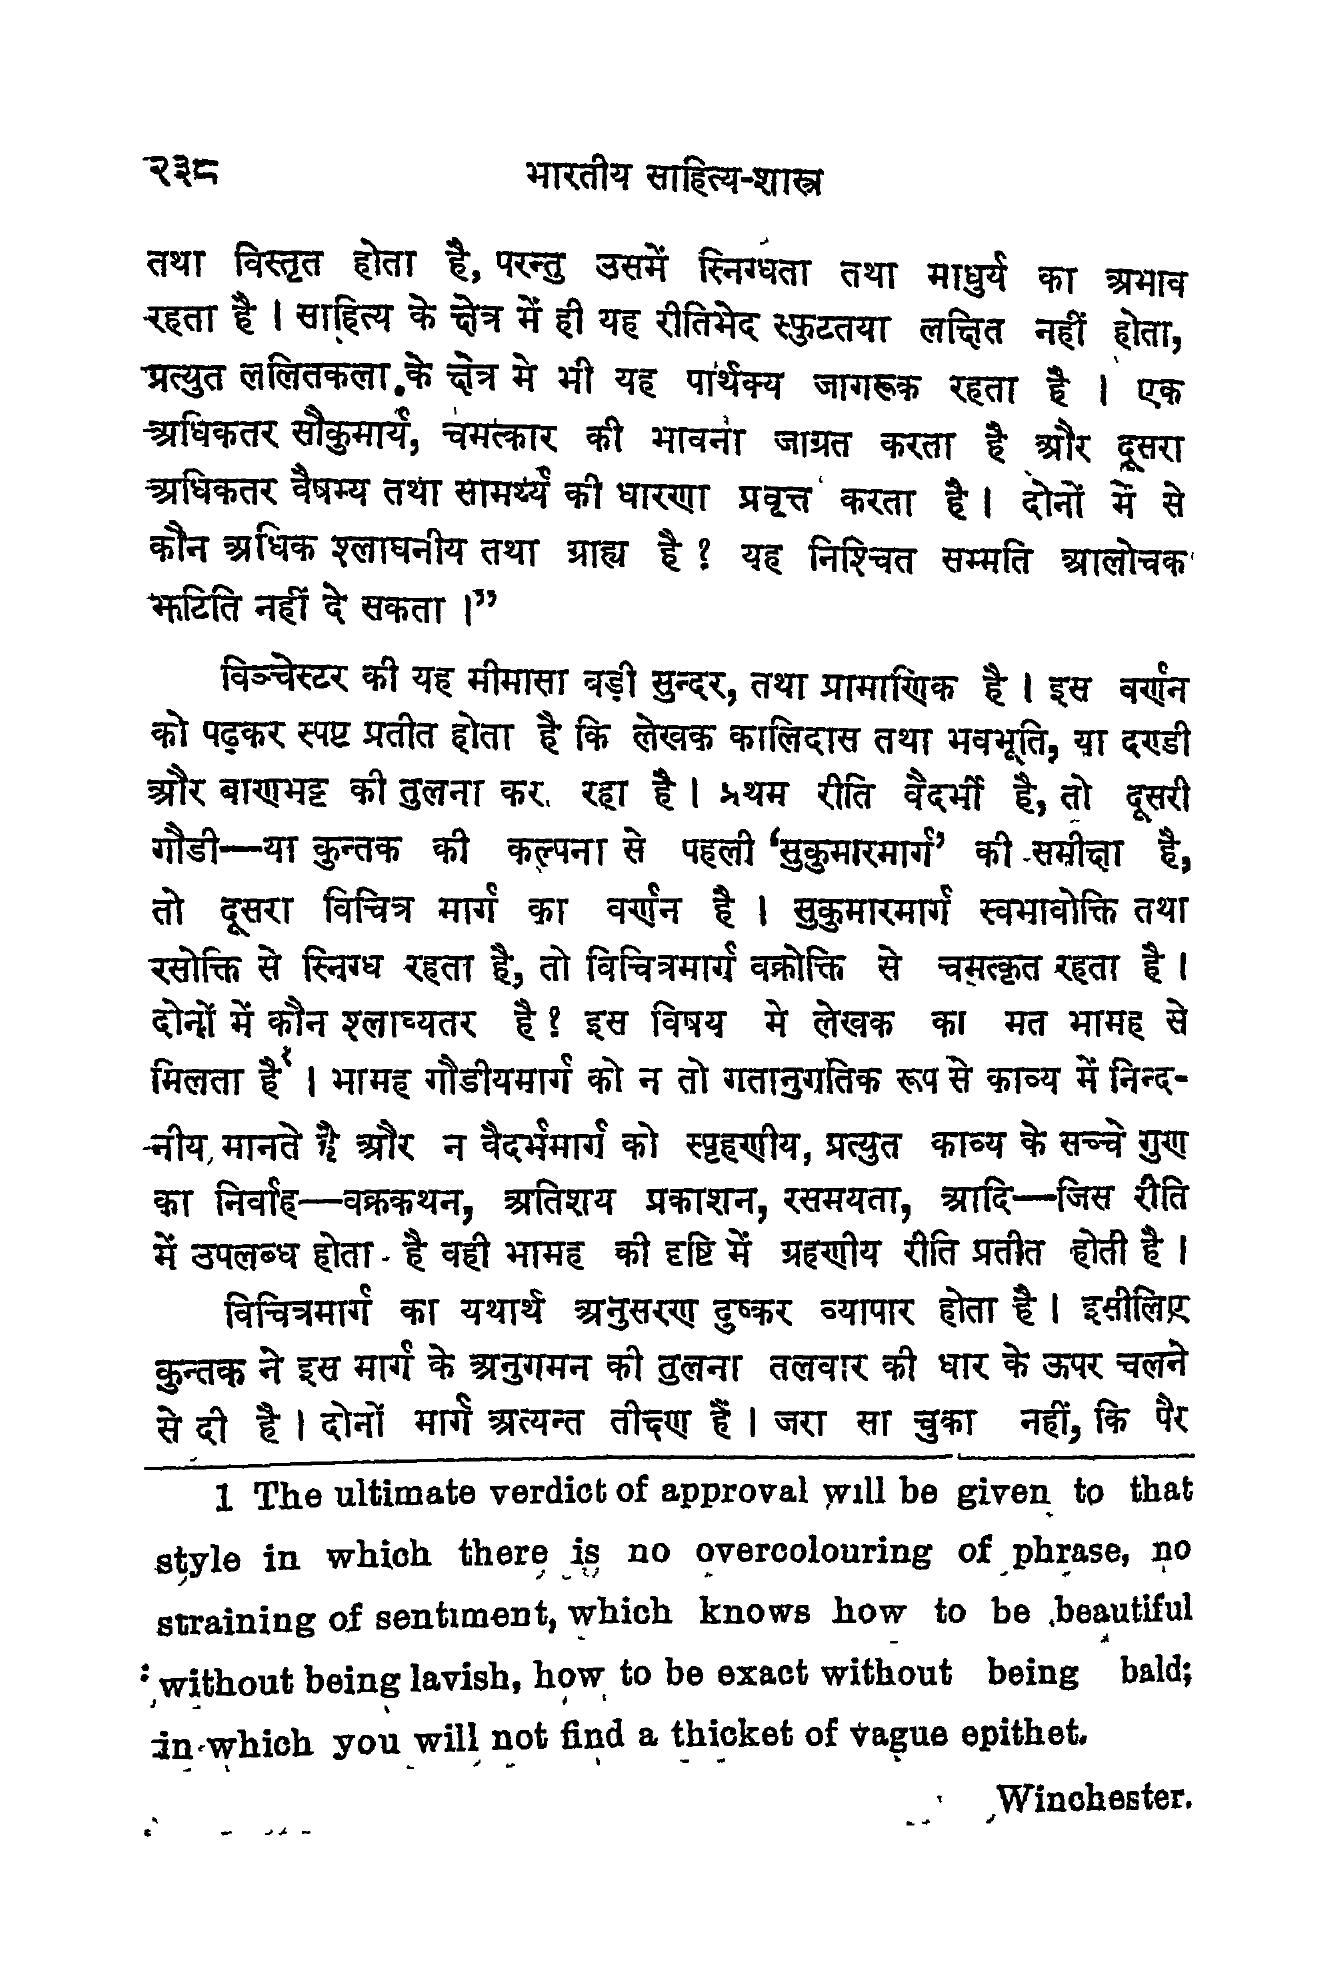 २३८ भारतीय साहित्य-शास्त्र
तथा विस्तृत होता है, परन्तु उसमें स्निग्धता तथा माधुर्य का अभाव
रहता है । साहित्य के क्षेत्र में ही यह रीतिभेद स्फुटतया लक्षित नहीं होता,
प्रत्युत ललितकला के क्षेत्र मे भी यह पार्थक्य जागरूक रहता है । एक
अधिकतर सौकुमार्य, चमत्कार की भावना जाग्रत करता है और दूसरा
अधिकतर वैषम्य तथा सामर्थ्य की धारणा प्रवृत्त करता है । दोनों में से
कौन अधिक श्लाघनीय तथा ग्राह्य है ? यह निश्चित सम्मति आलोचक
झटिति नहीं दे सकता ।”
विञ्चेस्टर की यह मीमासा वड़ी सुन्दर, तथा प्रामाणिक है । इस वर्णन
को पढ़कर स्पष्ट प्रतीत होता है कि लेखक कालिदास तथा भवभूति, या दण्डी
और बाणभट्ट की तुलना कर रहा है । प्रथम रीति वैदर्भी है, तो दूसरी
गौडी—या कुन्तक की कल्पना से पहली ‘सुकुमारमार्ग’ की समीक्षा है,
तो दूसरा विचित्र मार्ग का वर्णन है । सुकुमारमार्ग स्वभावोक्ति तथा
रसोक्ति से स्निग्ध रहता है, तो विचित्रमार्ग वक्रोक्ति से चमत्कृत रहता है ।
दोनों में कौन श्लाघ्यतर है ? इस विषय मे लेखक का मत भामह से
मिलता है१ । भामह गौडीयमार्ग को न तो गतानुगतिक रूप से काव्य में निन्द-
नीय मानते हैं और न वैदर्भमार्ग को स्पृहणीय, प्रत्युत काव्य के सच्चे गुण
का निर्वाह—वक्रकथन, अतिशय प्रकाशन, रसमयता, आदि—जिस रीति
में उपलब्ध होता है वही भामह की दृष्टि में ग्रहणीय रीति प्रतीत होती है ।
विचित्रमार्ग का यथार्थ अनुसरण दुष्कर व्यापार होता है । इसीलिए
कुन्तक ने इस मार्ग के अनुगमन की तुलना तलवार की धार के ऊपर चलने
से दी है । दोनों मार्ग अत्यन्त तीक्ष्ण हैं । जरा सा चुका नहीं, कि पैर
1 The ultimate verdict of approval will be given to that
style in which there is no overcolouring of phrase, no
straining of sentiment, which knows how to be beautiful
without being lavish, how to be exact without being bald;
in which you will not find a thicket of vague epithet.
Winchester.